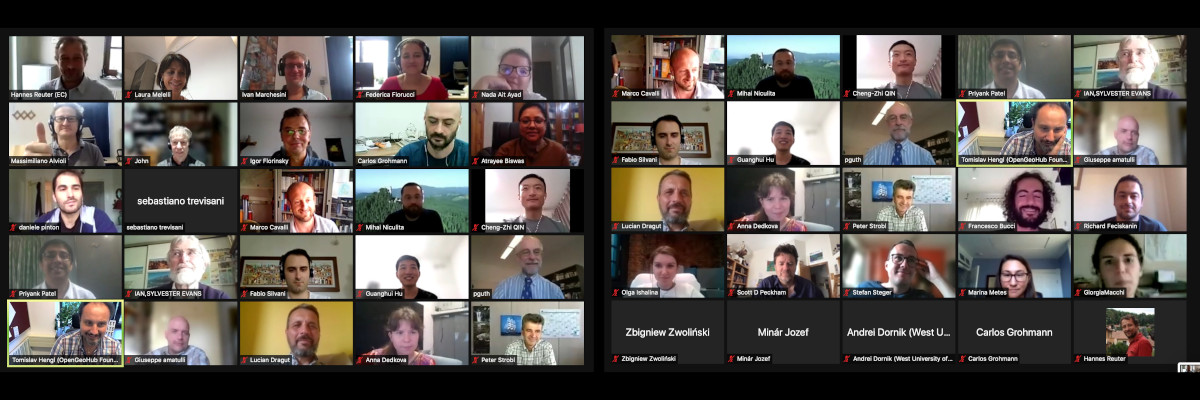 Hannes Reuter (EC)
Laura Melelli
Ivan Marchesini
Federica Fiorucci
Nada Ait Ayad
Massimiliano Alvioli
John
Igor Florinsky
Carlos Grohmann
Atrayee Biswas
daniele pinton
sebastiano trevisani
sebastiano trevisani
Marco Cavalli
Mihai Niculita
Cheng-Zhi QIN
Priyank Patel
IAN,SYLVESTER EVANS
Fabio Silvani
Guanghui Hu
pguth
Tomislav Hengl (OpenGeoHub Foun...
Giuseppe amatulli
Lucian Dragut
Anna Dedkova
Peter Strobl
Marco Cavalli
Mihai Niculita
Cheng-Zhi QIN
Priyank Patel
IAN,SYLVESTER EVANS
Fabio Silvani
Guanghui Hu
pguth
Tomislav Hengl (OpenGeoHub Foun...
Giuseppe amatulli
Lucian Dragut
Anna Dedkova
Peter Strobl
Francesco Bucci
Richard Feciskanin
Olga Ishalina
Scott D Peckham
Stefan Steger
Marina Metes
GiorgiaMacchi
Zbigniew Zwoliński
Zbigniew Zwoliński
Minár Jozef
Minár Jozef
Andrei Dornik (West U...
Andrei Dornik (West University of...
Carlos Grohmann
Carlos Grohmann
Hannes Reuter